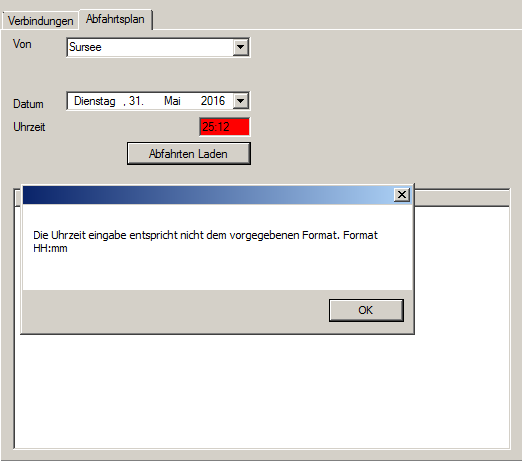 Verbindungen Abfahrtsplan
Von Sursee
Datum Dienstag , 31. Mai 2016
Uhrzeit 25:12
Abfahrten Laden
Die Uhrzeit eingabe entspricht nicht dem vorgegebenen Format. Format
HH:mm
OK